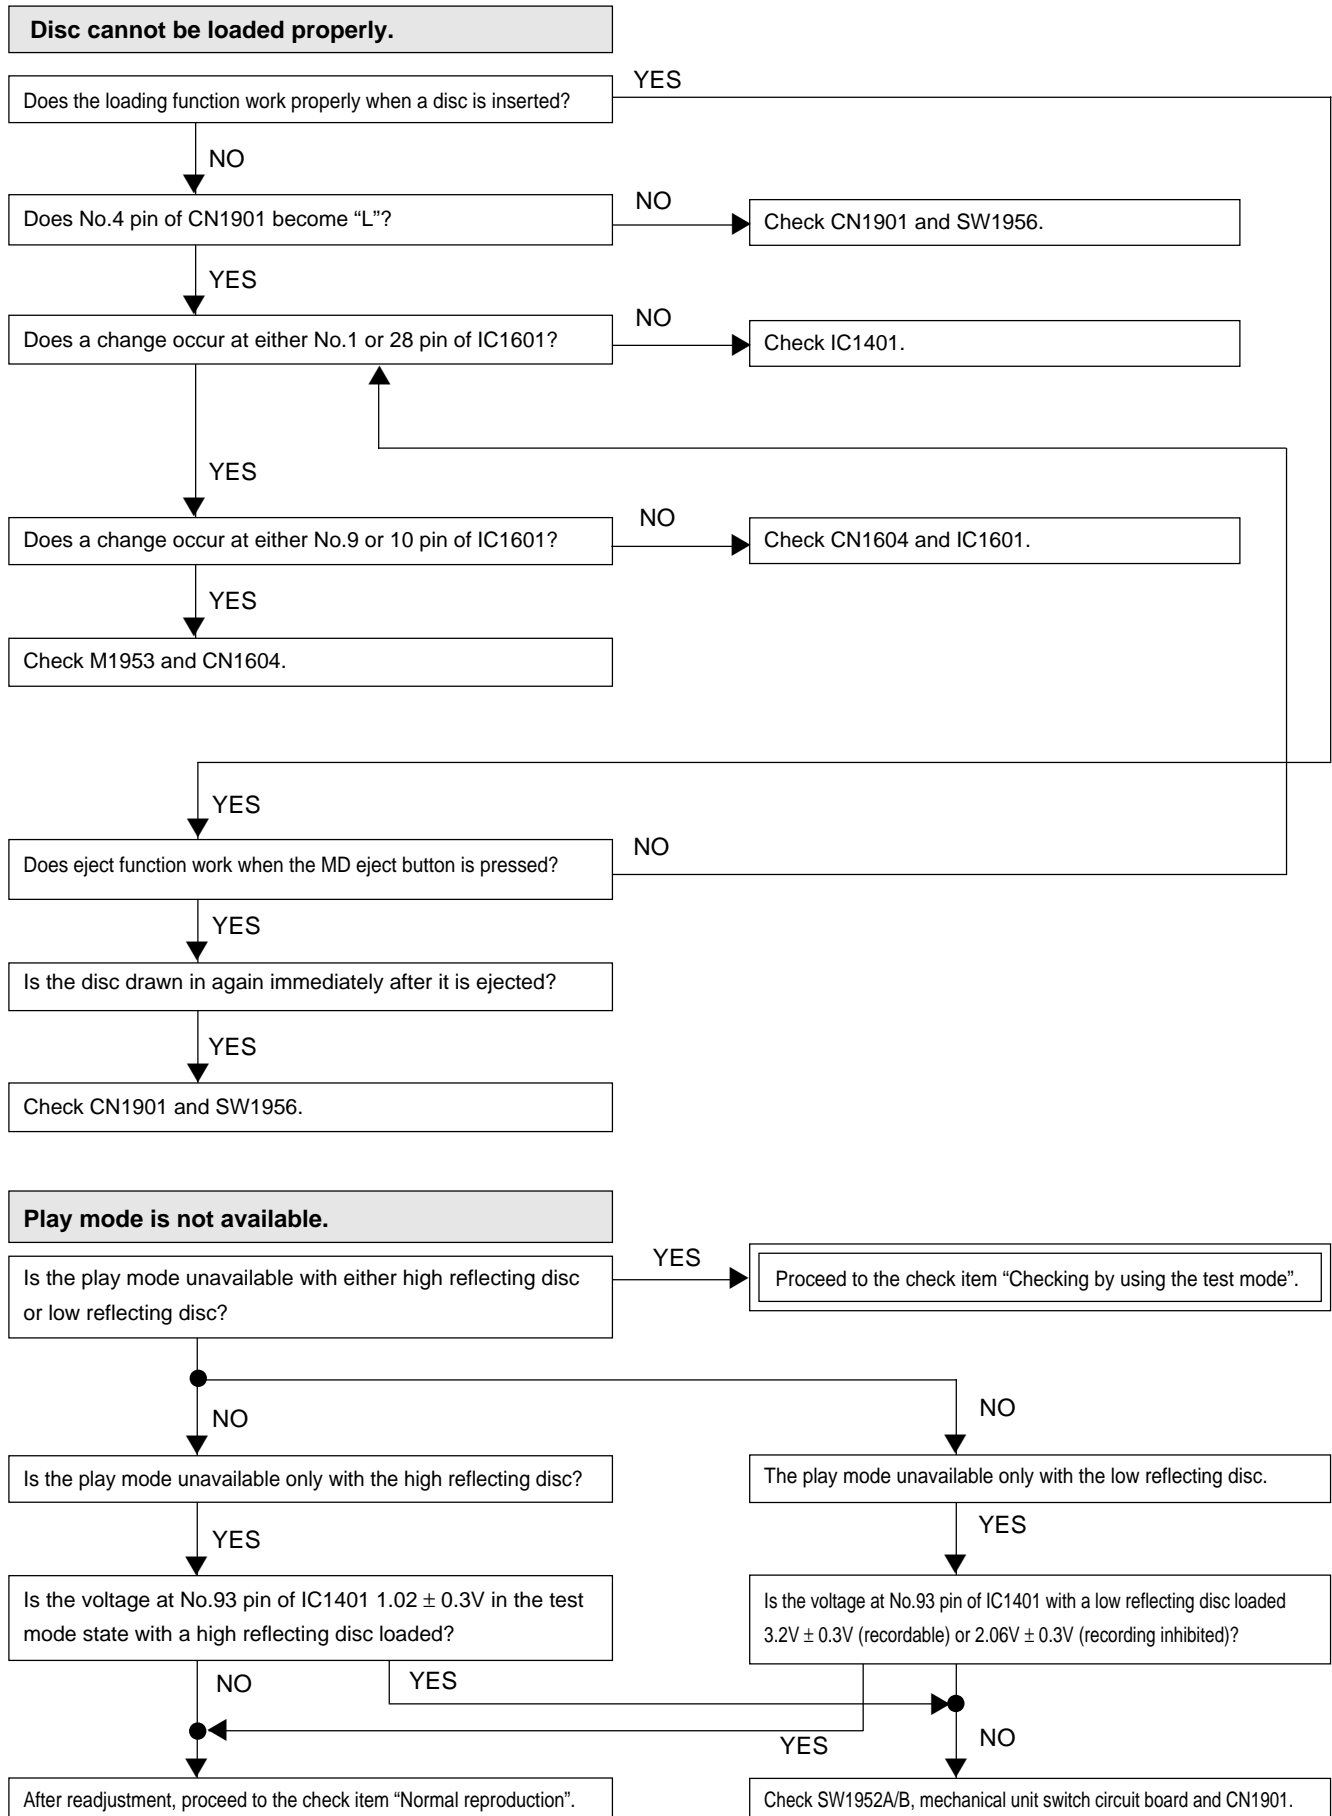 Disc cannot be loaded properly.
Does the loading function work properly when a disc is inserted?
YES
NO
Does No.4 pin of CN1901 become “L”?
NO
Check CN1901 and SW1956.
YES
Does a change occur at either No.1 or 28 pin of IC1601?
NO
Check IC1401.
YES
Does a change occur at either No.9 or 10 pin of IC1601?
NO
Check CN1604 and IC1601.
YES
Check M1953 and CN1604.
YES
Does eject function work when the MD eject button is pressed?
NO
YES
Is the disc drawn in again immediately after it is ejected?
YES
Check CN1901 and SW1956.
Play mode is not available.
Is the play mode unavailable with either high reflecting disc
or low reflecting disc?
YES
Proceed to the check item “Checking by using the test mode”.
NO
NO
Is the play mode unavailable only with the high reflecting disc?
The play mode unavailable only with the low reflecting disc.
YES
YES
Is the voltage at No.93 pin of IC1401 1.02 ± 0.3V in the test
mode state with a high reflecting disc loaded?
Is the voltage at No.93 pin of IC1401 with a low reflecting disc loaded
3.2V ± 0.3V (recordable) or 2.06V ± 0.3V (recording inhibited)?
NO
YES
YES
NO
After readjustment, proceed to the check item “Normal reproduction”.
Check SW1952A/B, mechanical unit switch circuit board and CN1901.